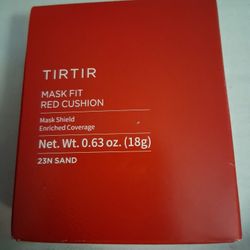 TIRTIR
MASK FIT
RED CUSHION
Mask Shield
Enriched Coverage
Net. Wt. 0.63 oz. (18g)
23N SAND